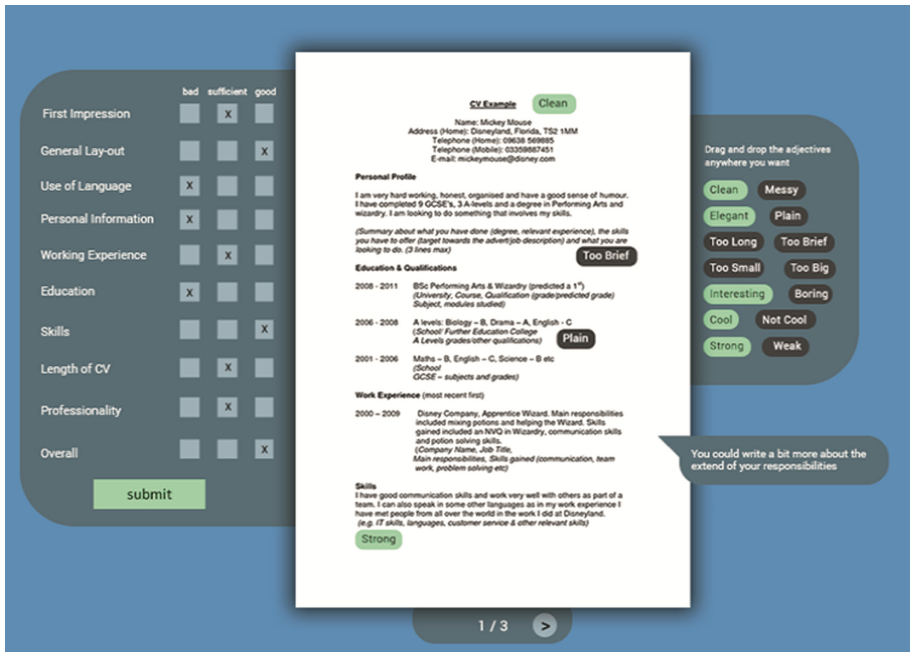 bad sufficient good
First Impression X
General Lay-out X
Use of Language X
Personal Information X
Working Experience X
Education X
Skills X
Length of CV X
Professionality X
Overall X
submit
CV Example Clean
Name: Mickey Mouse
Address (Home): Disneyland, Florida, TS2 1MM
Telephone (Home): 09638 569885
Telephone (Mobile): 03359887451
E-mail: mickeymouse@disney.com
Personal Profile
I am very hard working, honest, organised and have a good sense of humour.
I have completed 9 GCSE's, 3 A-levels and a degree in Performing Arts and
wizardry. I am looking to do something that involves my skills.
(Summary about what you have done (degree, relevant experience), the skills
you have to offer (target towards the advert/job description) and what you are
looking to do. (3 lines max)
Too Brief
Education & Qualifications
2008 - 2011 BSc Performing Arts & Wizardry (predicted a 1st)
(University, Course, Qualification (grade/predicted grade)
Subject, modules studied)
2006 - 2008 A levels: Biology – B, Drama – A, English - C
(School/ Further Education College
A Levels grades/other qualifications)
Plain
2001 - 2006 Maths – B, English – C, Science – B etc
(School
GCSE – subjects and grades)
Work Experience (most recent first)
2000 – 2009 Disney Company, Apprentice Wizard. Main responsibilities
included mixing potions and helping the Wizard. Skills
gained included an NVQ in Wizardry, communication skills
and potion solving skills.
(Company Name, Job Title,
Main responsibilities, Skills gained (communication, team
work, problem solving etc)
Skills
I have good communication skills and work very well with others as part of a
team. I can also speak in some other languages as in my work experience I
have met people from all over the world in the work I did at Disneyland.
(e.g. IT skills, languages, customer service & other relevant skills)
Strong
1 / 3 >
Drag and drop the adjectives
anywhere you want
Clean Messy
Elegant Plain
Too Long Too Brief
Too Small Too Big
Interesting Boring
Cool Not Cool
Strong Weak
You could write a bit more about the
extend of your responsibilities